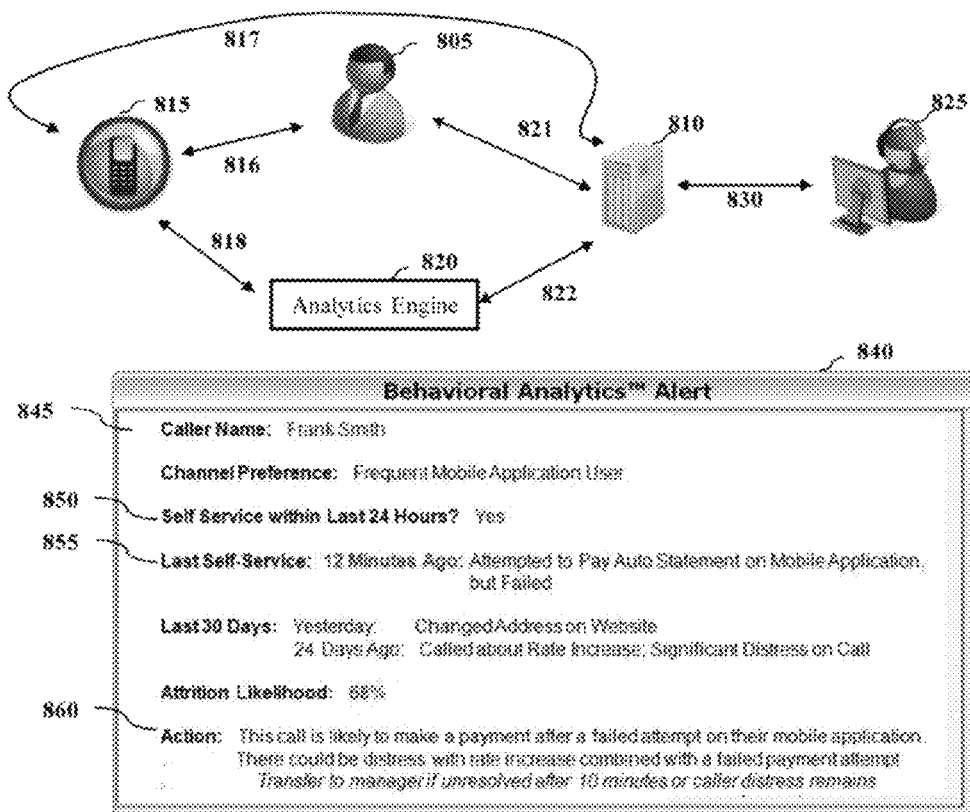 817
805
815
821
810
825
816
830
818
820
Analytics Engine
822
840
Behavioral Analytics™ Alert
845
Caller Name: Frank Smith
Channel Preference: Frequent Mobile Application User
850
Self Service within Last 24 Hours? Yes
855
Last Self-Service: 12 Minutes Ago: Attempted to Pay Auto Statement on Mobile Application,
but Failed
Last 30 Days: Yesterday: Changed Address on Website
24 Days Ago: Called about Rate Increase; Significant Distress on Call
Attrition Likelihood: 68%
860
Action: This call is likely to make a payment after a failed attempt on their mobile application.
There could be distress with rate increase combined with a failed payment attempt
Transfer to manager if unresolved after 10 minutes or caller distress remains